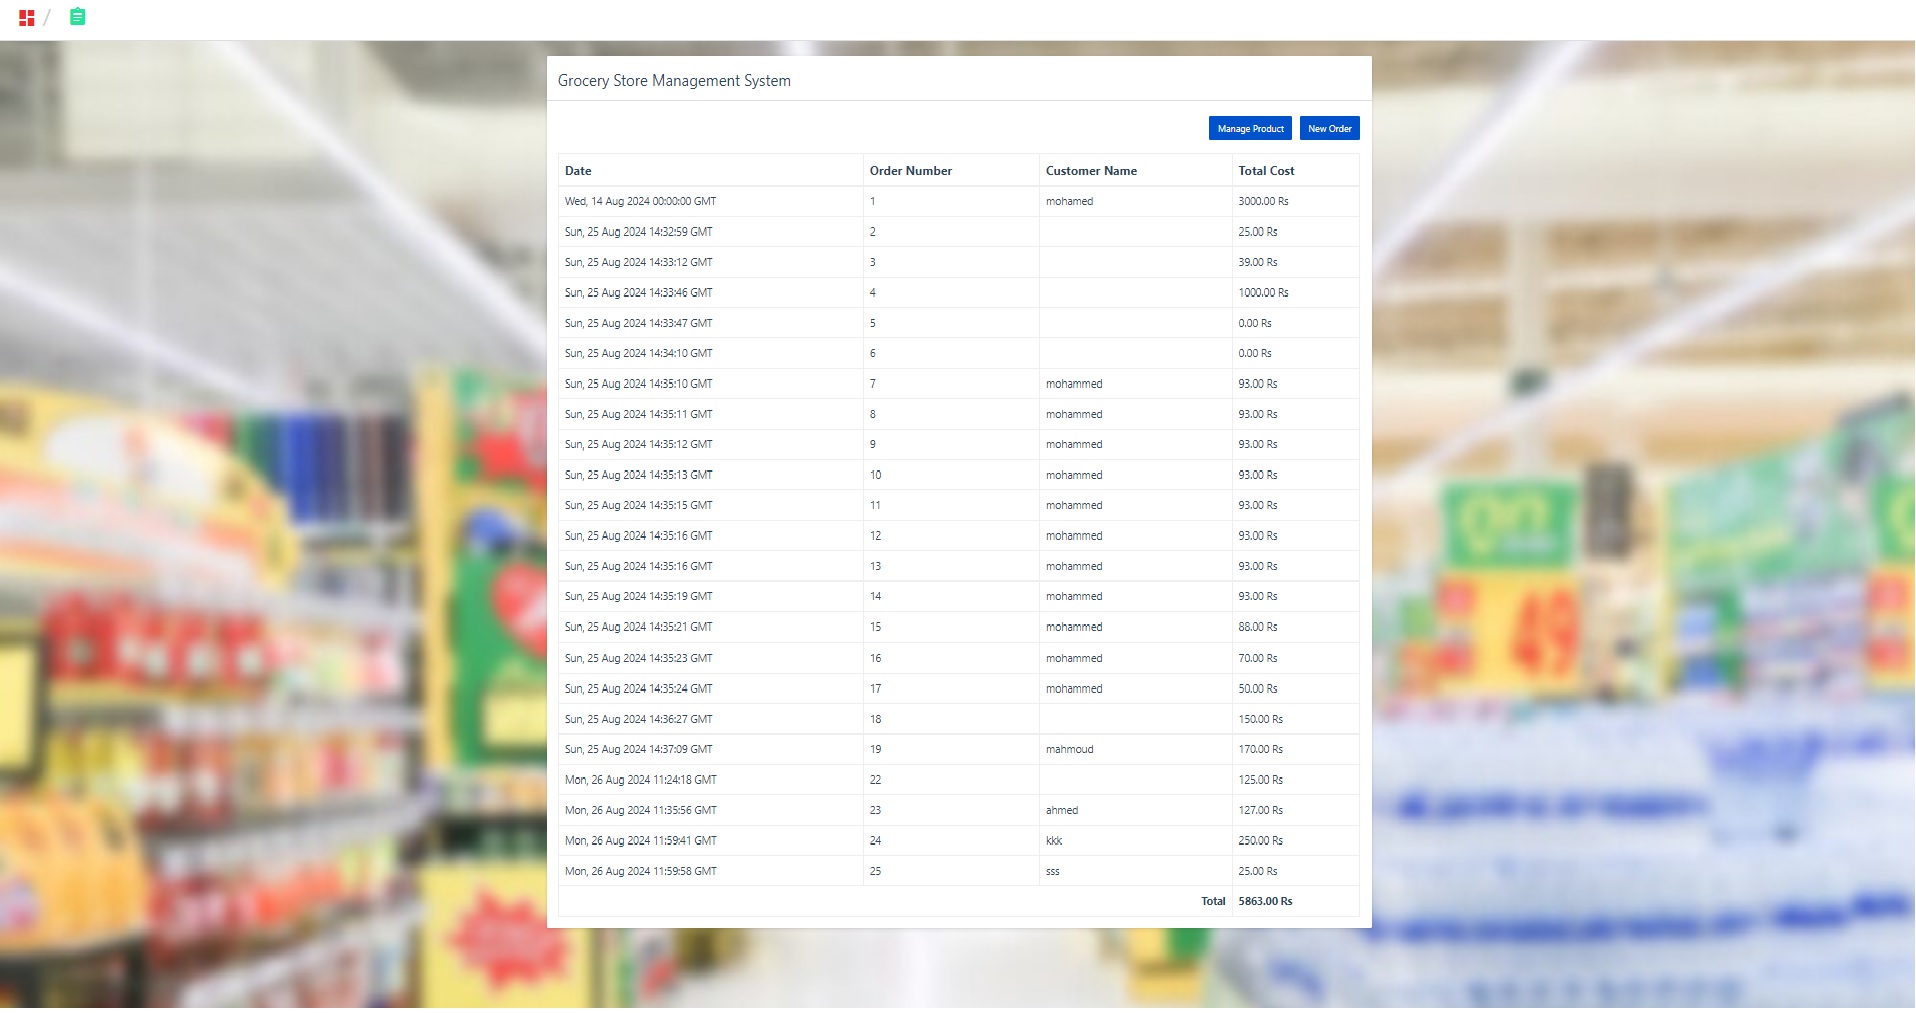 Grocery Store Management System
Manage Product New Order
Date Order Number Customer Name Total Cost
Wed, 14 Aug 2024 00:00:00 GMT 1 mohamed 3000.00 Rs
Sun, 25 Aug 2024 14:32:59 GMT 2 25.00 Rs
Sun, 25 Aug 2024 14:33:12 GMT 3 39.00 Rs
Sun, 25 Aug 2024 14:33:46 GMT 4 1000.00 Rs
Sun, 25 Aug 2024 14:33:47 GMT 5 0.00 Rs
Sun, 25 Aug 2024 14:34:10 GMT 6 0.00 Rs
Sun, 25 Aug 2024 14:35:10 GMT 7 mohammed 93.00 Rs
Sun, 25 Aug 2024 14:35:11 GMT 8 mohammed 93.00 Rs
Sun, 25 Aug 2024 14:35:12 GMT 9 mohammed 93.00 Rs
Sun, 25 Aug 2024 14:35:13 GMT 10 mohammed 93.00 Rs
Sun, 25 Aug 2024 14:35:15 GMT 11 mohammed 93.00 Rs
Sun, 25 Aug 2024 14:35:16 GMT 12 mohammed 93.00 Rs
Sun, 25 Aug 2024 14:35:16 GMT 13 mohammed 93.00 Rs
Sun, 25 Aug 2024 14:35:19 GMT 14 mohammed 93.00 Rs
Sun, 25 Aug 2024 14:35:21 GMT 15 mohammed 88.00 Rs
Sun, 25 Aug 2024 14:35:23 GMT 16 mohammed 70.00 Rs
Sun, 25 Aug 2024 14:35:24 GMT 17 mohammed 50.00 Rs
Sun, 25 Aug 2024 14:36:27 GMT 18 150.00 Rs
Sun, 25 Aug 2024 14:37:09 GMT 19 mahmoud 170.00 Rs
Mon, 26 Aug 2024 11:24:18 GMT 22 125.00 Rs
Mon, 26 Aug 2024 11:35:56 GMT 23 ahmed 127.00 Rs
Mon, 26 Aug 2024 11:59:41 GMT 24 kkk 250.00 Rs
Mon, 26 Aug 2024 11:59:58 GMT 25 sss 25.00 Rs
Total 5863.00 Rs
49